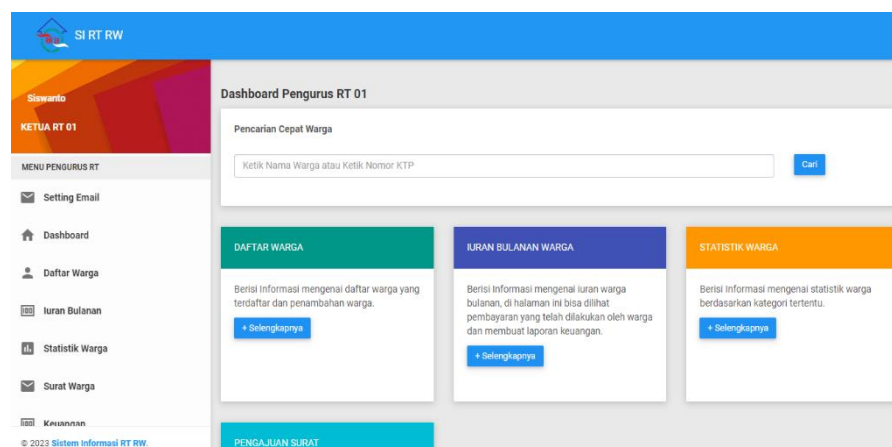 SI RT RW
Siswanto
KETUA RT 01
MENU PENGURUS RT
Setting Email
Dashboard
Daftar Warga
Iuran Bulanan
Statistik Warga
Surat Warga
Keuangan
© 2023 Sistem Informasi RT RW.
Dashboard Pengurus RT 01
Pencarian Cepat Warga
Ketik Nama Warga atau Ketik Nomor KTP
Cari
DAFTAR WARGA
Berisi Informasi mengenai daftar warga yang
terdaftar dan penambahan warga.
+ Selengkapnya
IURAN BULANAN WARGA
Berisi Informasi mengenai iuran warga
bulanan, di halaman ini bisa dilihat
pembayaran yang telah dilakukan oleh warga
dan membuat laporan keuangan.
+ Selengkapnya
STATISTIK WARGA
Berisi Informasi mengenai statistik warga
berdasarkan kategori tertentu.
+ Selengkapnya
PENGAJUAN SURAT